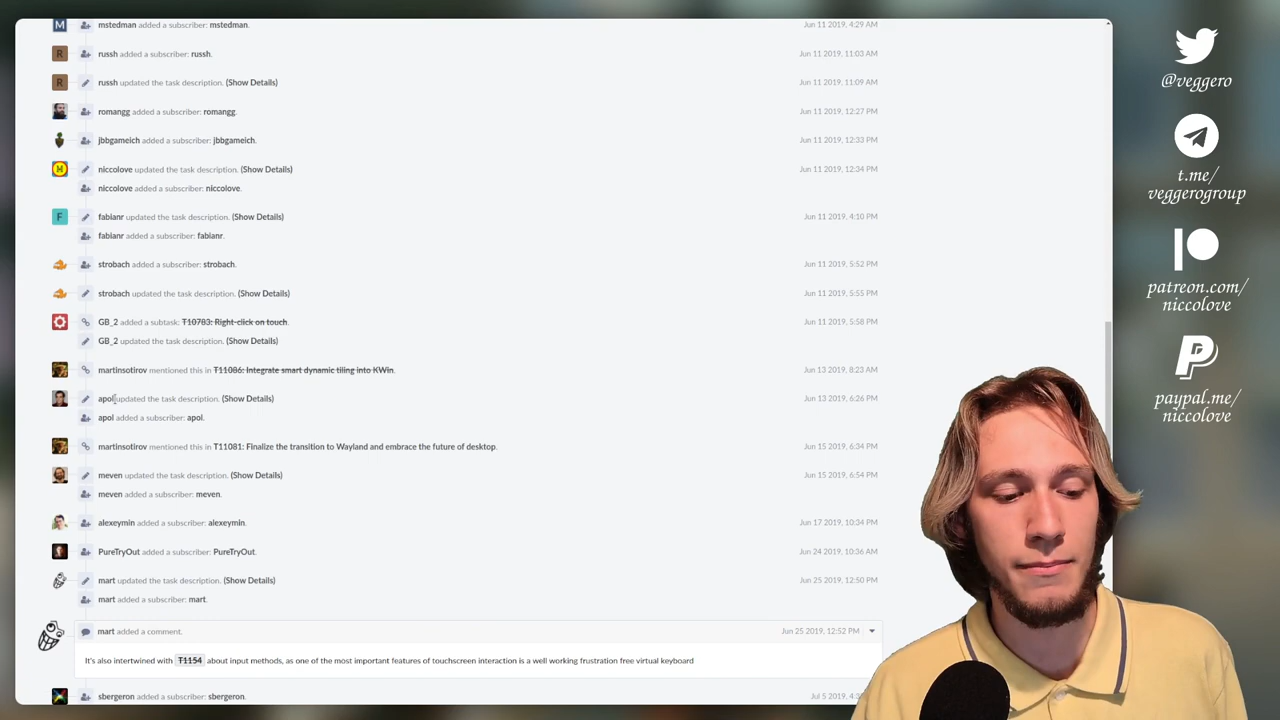 M mstedman added a subscriber: mstedman. Jun 11 2019, 4:29 AM
R russh added a subscriber: russh. Jun 11 2019, 11:03 AM
R russh updated the task description. (Show Details) Jun 11 2019, 11:09 AM
romangg added a subscriber: romangg. Jun 11 2019, 12:27 PM
jbbgameich added a subscriber: jbbgameich. Jun 11 2019, 12:33 PM
M niccolove updated the task description. (Show Details) Jun 11 2019, 12:34 PM
niccolove added a subscriber: niccolove.
F fabianr updated the task description. (Show Details) Jun 11 2019, 4:10 PM
fabianr added a subscriber: fabianr.
strobach added a subscriber: strobach. Jun 11 2019, 5:52 PM
strobach updated the task description. (Show Details) Jun 11 2019, 5:55 PM
GB_2 added a subtask: T10783: Right-click on touch. Jun 11 2019, 5:58 PM
GB_2 updated the task description. (Show Details)
martinsotirov mentioned this in T11086: Integrate smart dynamic tiling into KWin. Jun 13 2019, 8:23 AM
apol updated the task description. (Show Details) Jun 13 2019, 6:26 PM
apol added a subscriber: apol.
martinsotirov mentioned this in T11081: Finalize the transition to Wayland and embrace the future of desktop. Jun 15 2019, 6:34 PM
meven updated the task description. (Show Details) Jun 15 2019, 6:54 PM
meven added a subscriber: meven.
alexeymin added a subscriber: alexeymin. Jun 17 2019, 10:34 PM
PureTryOut added a subscriber: PureTryOut. Jun 24 2019, 10:36 AM
mart updated the task description. (Show Details) Jun 25 2019, 12:50 PM
mart added a subscriber: mart.
mart added a comment. Jun 25 2019, 12:52 PM
It's also intertwined with T1154 about input methods, as one of the most important features of touchscreen interaction is a well working frustration free virtual keyboard
sbergeron added a subscriber: sbergeron. Jul 5 2019,
@veggero
t.me/
veggerogroup
patreon.com/
niccolove
paypal.me/
niccolove